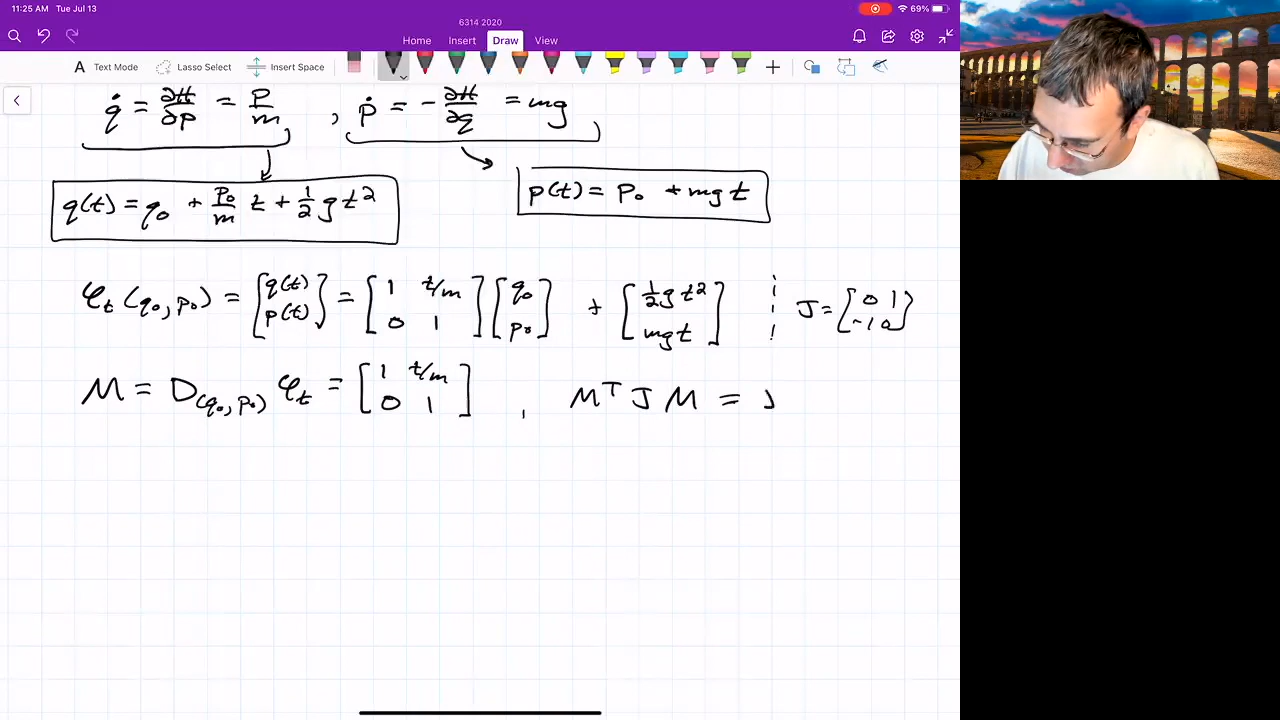 11:25 AM Tue Jul 13
69%
6314 2020
Home Insert Draw View
Text Mode Lasso Select Insert Space
q̇ = ∂H/∂p = p/m , ṗ = - ∂H/∂q = mg
q(t) = q₀ + p₀/m t + 1/2 g t²
p(t) = p₀ + mg t
φₜ(q₀, p₀) = [q(t) p(t)] = [1 t/m 0 1] [q₀ p₀] + [1/2 g t² mgt] J = [0 1 -1 0]
M = D(q₀, p₀) φₜ = [1 t/m 0 1] , Mᵀ J M = J